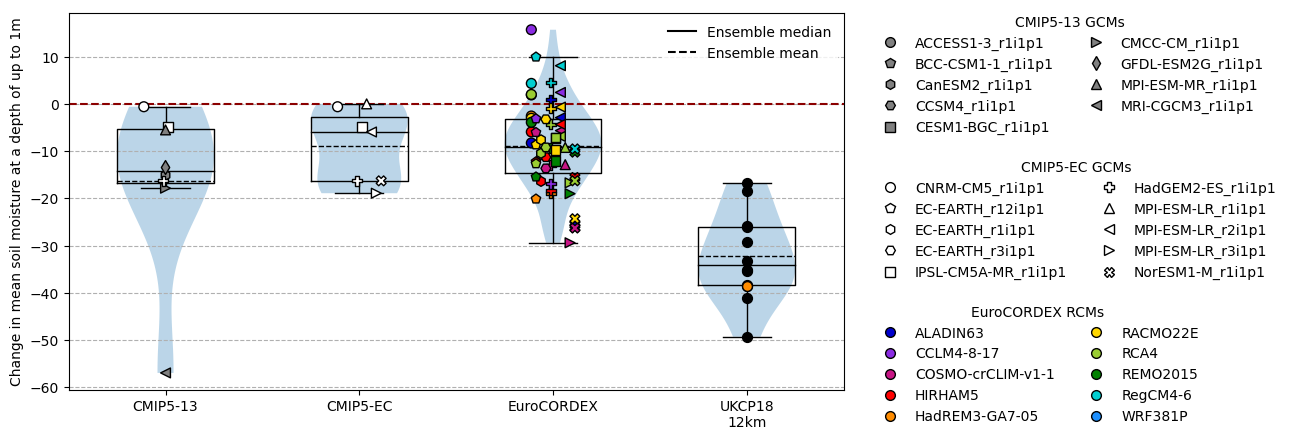 Change in mean soil moisture at a depth of up to 1m
10
0
−10
−20
−30
−40
−50
−60
CMIP5-13
CMIP5-EC
EuroCORDEX
UKCP18
12km
Ensemble median
Ensemble mean
CMIP5-13 GCMs
ACCESS1-3_r1i1p1
BCC-CSM1-1_r1i1p1
CanESM2_r1i1p1
CCSM4_r1i1p1
CESM1-BGC_r1i1p1
CMCC-CM_r1i1p1
GFDL-ESM2G_r1i1p1
MPI-ESM-MR_r1i1p1
MRI-CGCM3_r1i1p1
CMIP5-EC GCMs
CNRM-CM5_r1i1p1
EC-EARTH_r12i1p1
EC-EARTH_r1i1p1
EC-EARTH_r3i1p1
IPSL-CM5A-MR_r1i1p1
HadGEM2-ES_r1i1p1
MPI-ESM-LR_r1i1p1
MPI-ESM-LR_r2i1p1
MPI-ESM-LR_r3i1p1
NorESM1-M_r1i1p1
EuroCORDEX RCMs
ALADIN63
CCLM4-8-17
COSMO-crCLIM-v1-1
HIRHAM5
HadREM3-GA7-05
RACMO22E
RCA4
REMO2015
RegCM4-6
WRF381P